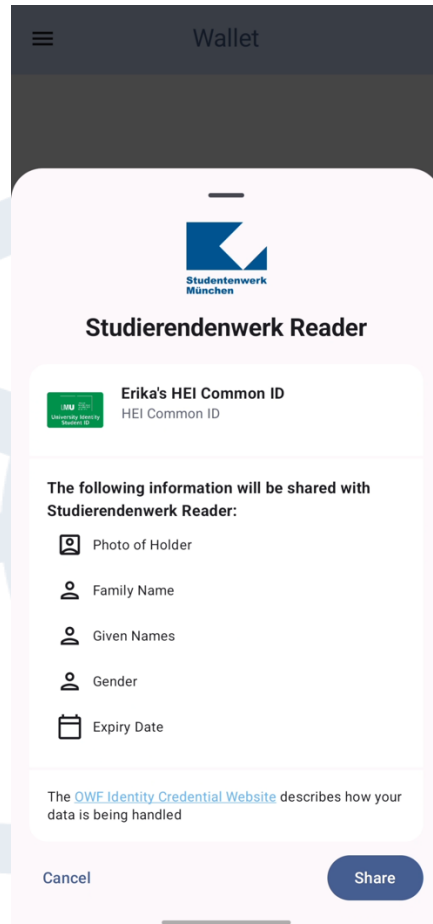 Wallet
Studentenwerk
München
Studierendenwerk Reader
LMU
University Identity
Student ID
Erika's HEI Common ID
HEI Common ID
The following information will be shared with
Studierendenwerk Reader:
Photo of Holder
Family Name
Given Names
Gender
Expiry Date
The OWF Identity Credential Website describes how your
data is being handled
Cancel
Share